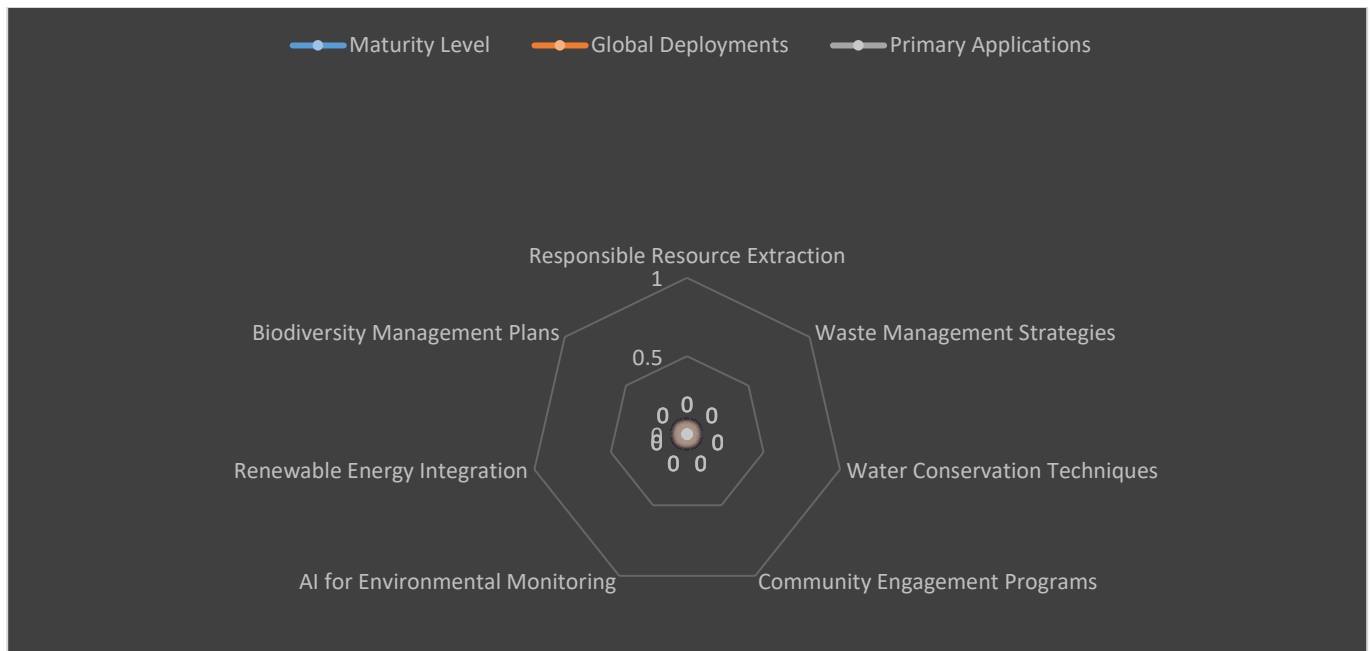 Maturity Level Global Deployments Primary Applications
Responsible Resource Extraction
1
Biodiversity Management Plans Waste Management Strategies
0.5
0
0 0
0 0 0
0 0
Renewable Energy Integration Water Conservation Techniques
AI for Environmental Monitoring Community Engagement Programs